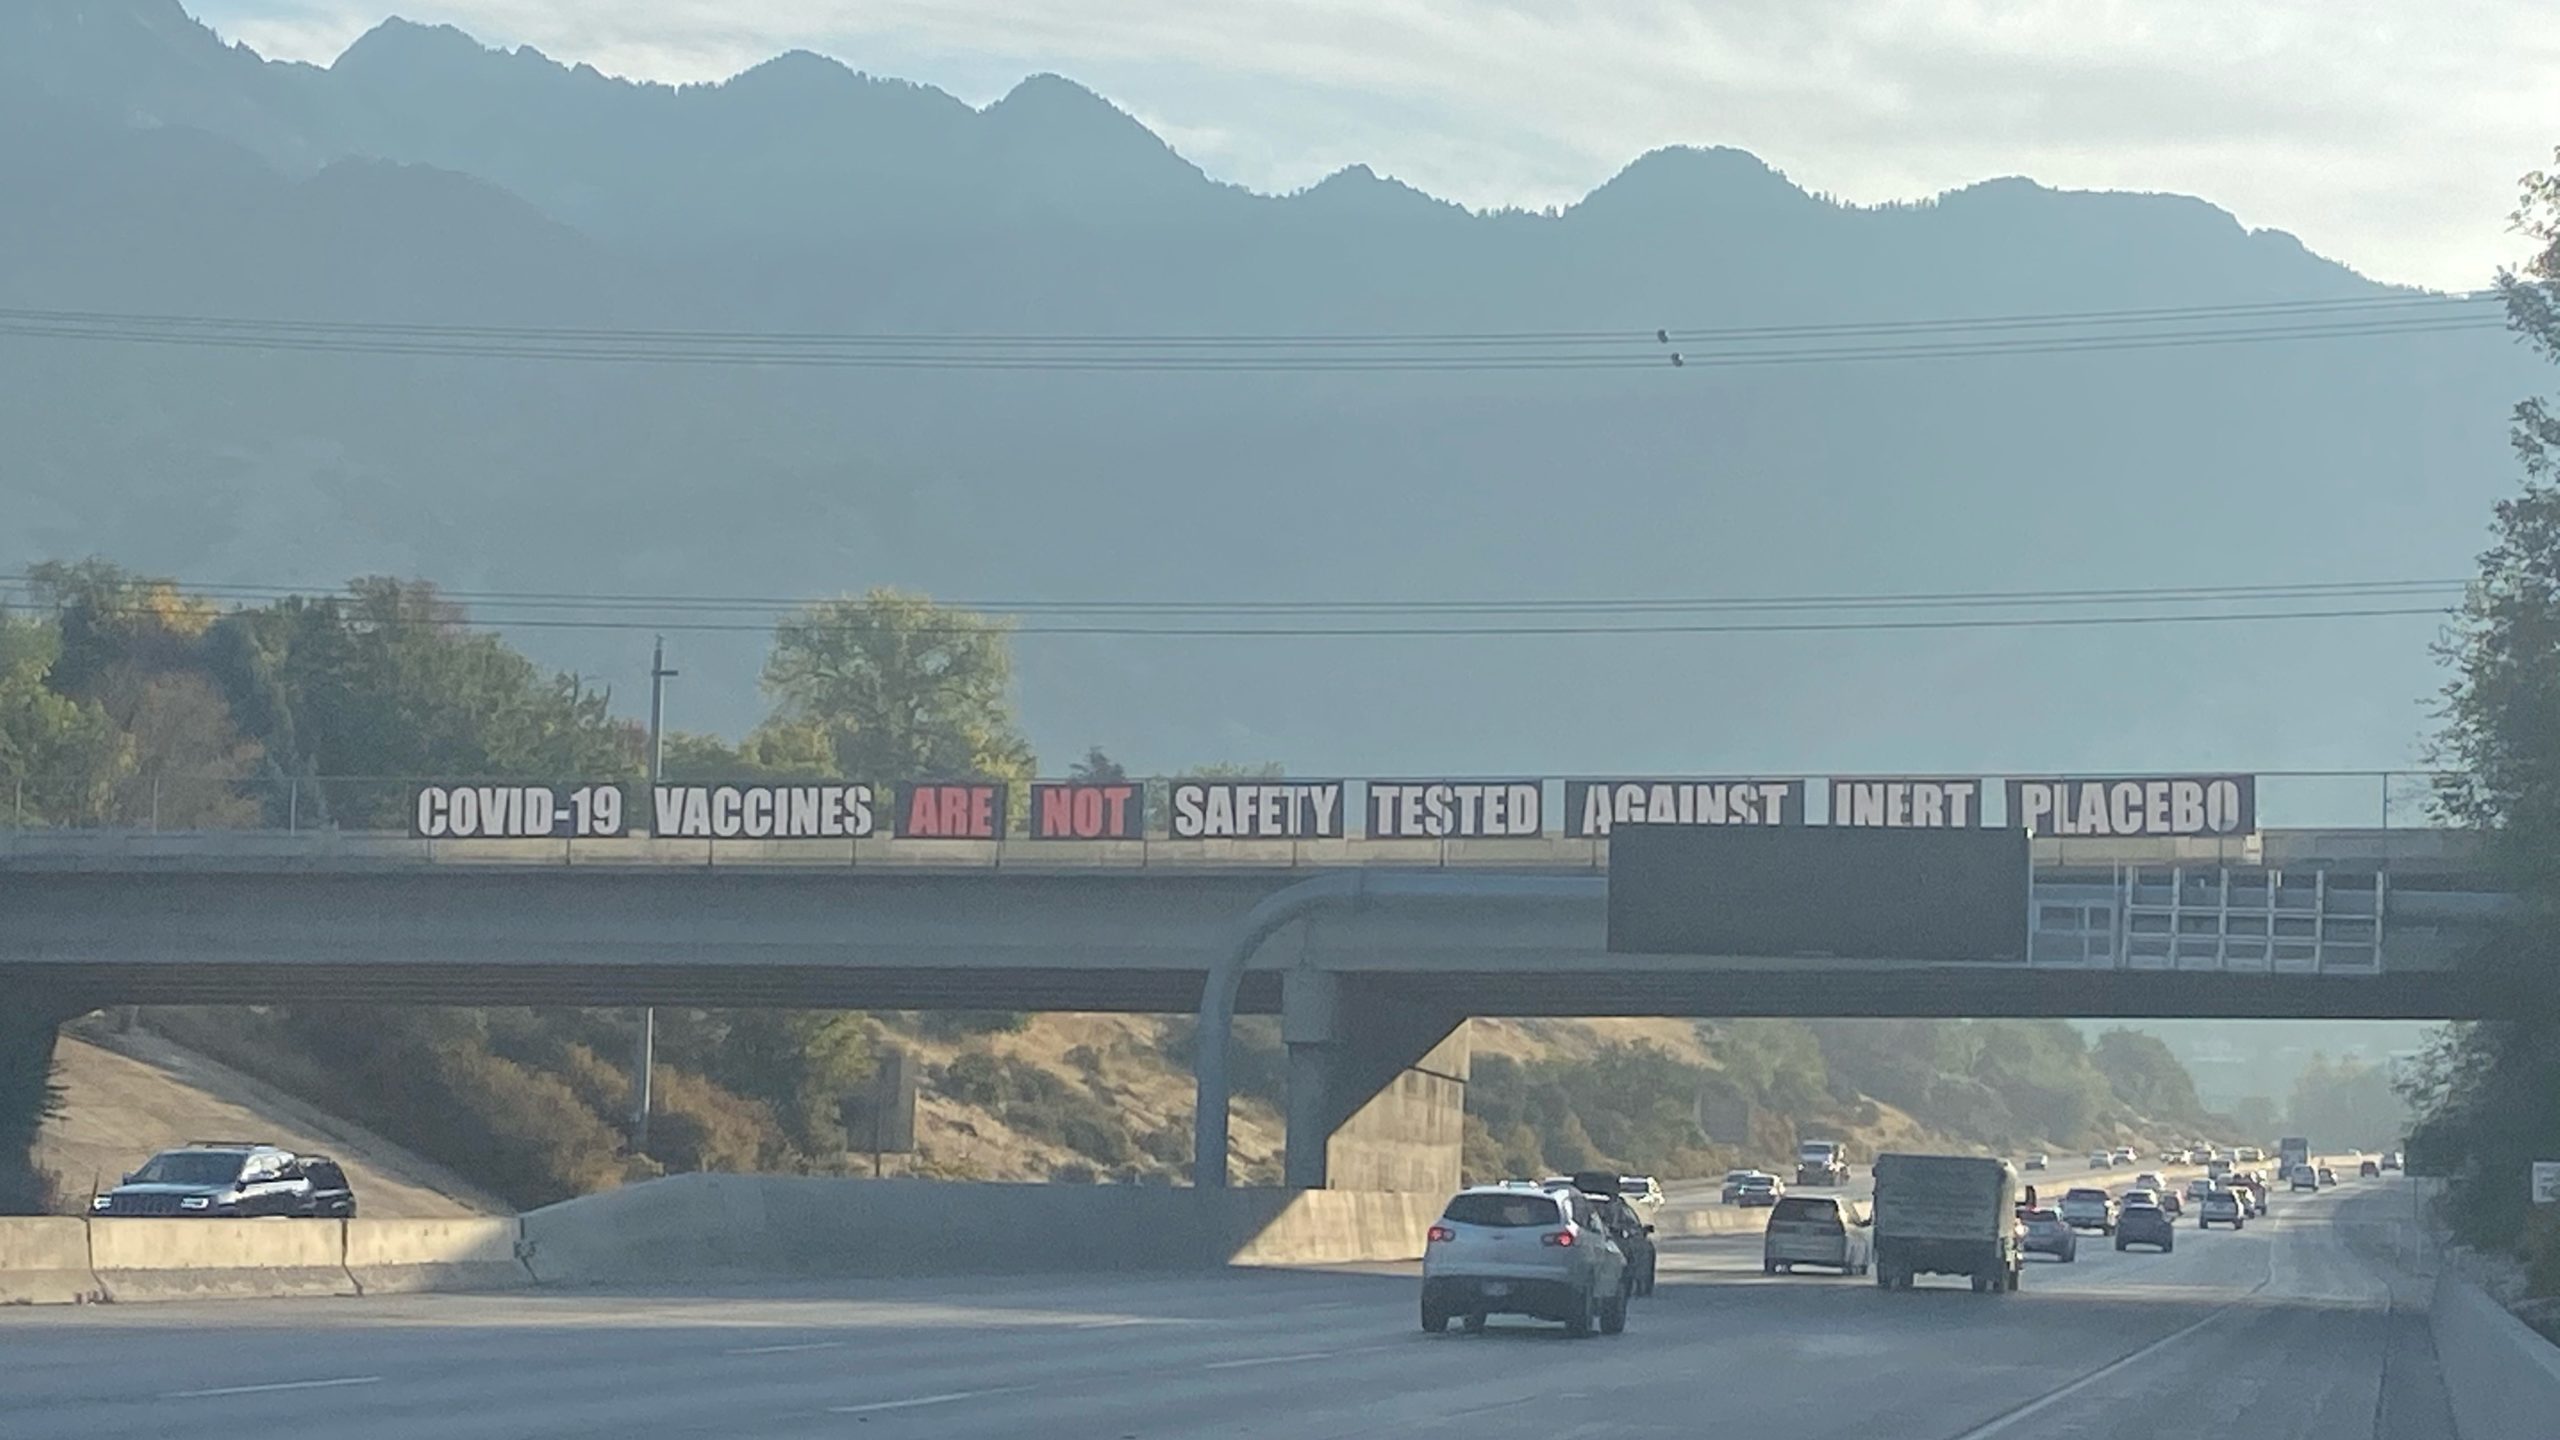 COVID-19 VACCINES ARE NOT SAFETY TESTED AGAINST INERT PLACEBO